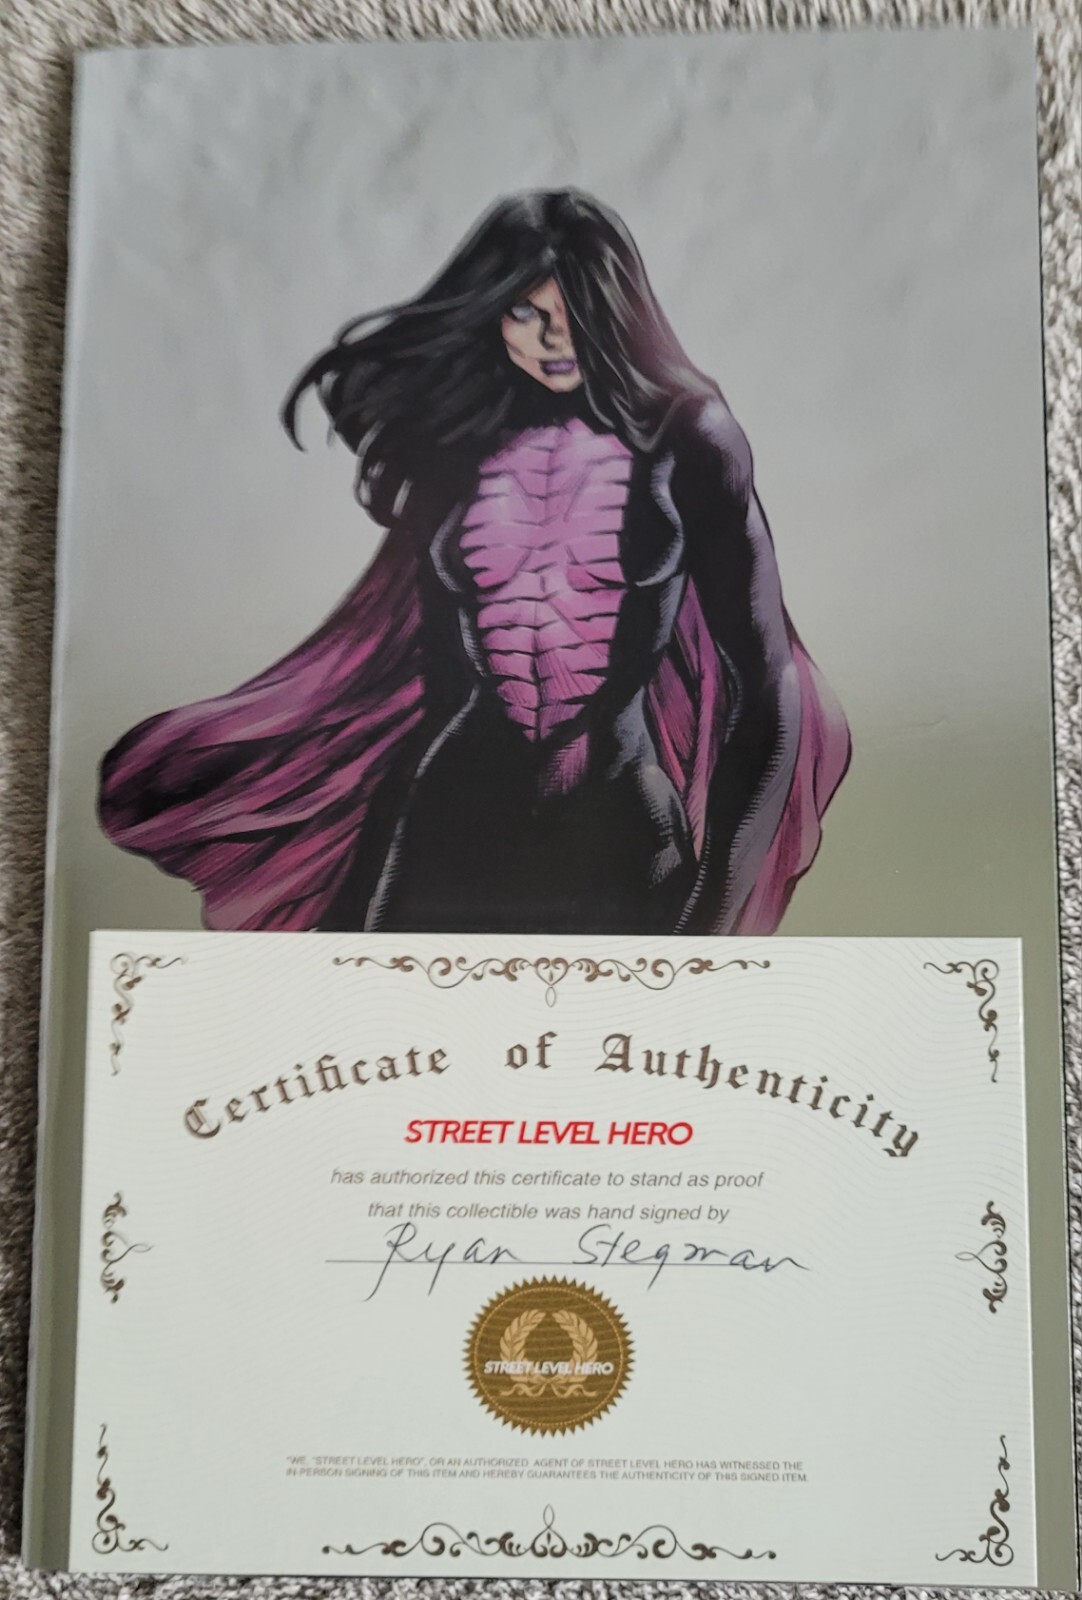 Certificate of Authenticity
STREET LEVEL HERO
has authorized this certificate to stand as proof
that this collectible was hand signed by
Ryan Stegman
STREET LEVEL HERO
"WE, "STREET LEVEL HERO", OR AN AUTHORIZED AGENT OF STREET LEVEL HERO HAS WITNESSED THE
IN-PERSON SIGNING OF THIS ITEM AND HEREBY GUARANTEES THE AUTHENTICITY OF THIS SIGNED ITEM.